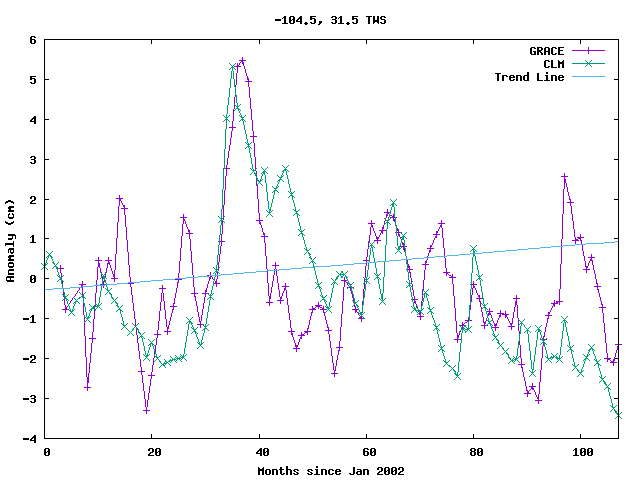 -104.5, 31.5 TWS
GRACE
CLM
Trend Line
6
5
4
3
2
1
0
-1
-2
-3
-4
Anomaly (cm)
0 20 40 60 80 100
Months since Jan 2002